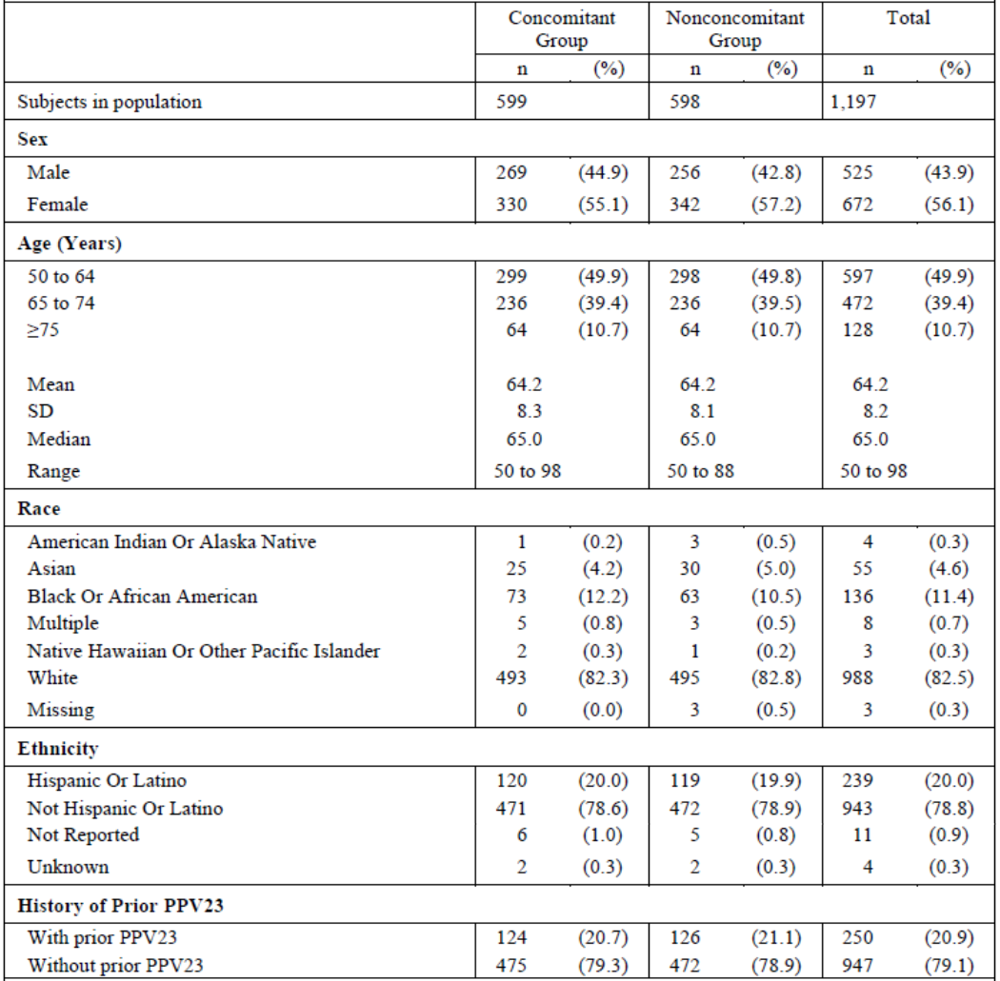 Concomitant Group Nonconcomitant Group Total
n (%) n (%) n (%)
Subjects in population 599 598 1,197
Sex
Male 269 (44.9) 256 (42.8) 525 (43.9)
Female 330 (55.1) 342 (57.2) 672 (56.1)
Age (Years)
50 to 64 299 (49.9) 298 (49.8) 597 (49.9)
65 to 74 236 (39.4) 236 (39.5) 472 (39.4)
≥75 64 (10.7) 64 (10.7) 128 (10.7)
Mean 64.2 64.2 64.2
SD 8.3 8.1 8.2
Median 65.0 65.0 65.0
Range 50 to 98 50 to 88 50 to 98
Race
American Indian Or Alaska Native 1 (0.2) 3 (0.5) 4 (0.3)
Asian 25 (4.2) 30 (5.0) 55 (4.6)
Black Or African American 73 (12.2) 63 (10.5) 136 (11.4)
Multiple 5 (0.8) 3 (0.5) 8 (0.7)
Native Hawaiian Or Other Pacific Islander 2 (0.3) 1 (0.2) 3 (0.3)
White 493 (82.3) 495 (82.8) 988 (82.5)
Missing 0 (0.0) 3 (0.5) 3 (0.3)
Ethnicity
Hispanic Or Latino 120 (20.0) 119 (19.9) 239 (20.0)
Not Hispanic Or Latino 471 (78.6) 472 (78.9) 943 (78.8)
Not Reported 6 (1.0) 5 (0.8) 11 (0.9)
Unknown 2 (0.3) 2 (0.3) 4 (0.3)
History of Prior PPV23
With prior PPV23 124 (20.7) 126 (21.1) 250 (20.9)
Without prior PPV23 475 (79.3) 472 (78.9) 947 (79.1)